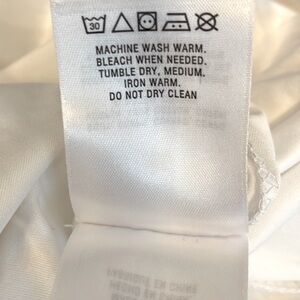 30
MACHINE WASH WARM.
BLEACH WHEN NEEDED.
TUMBLE DRY, MEDIUM.
IRON WARM.
DO NOT DRY CLEAN